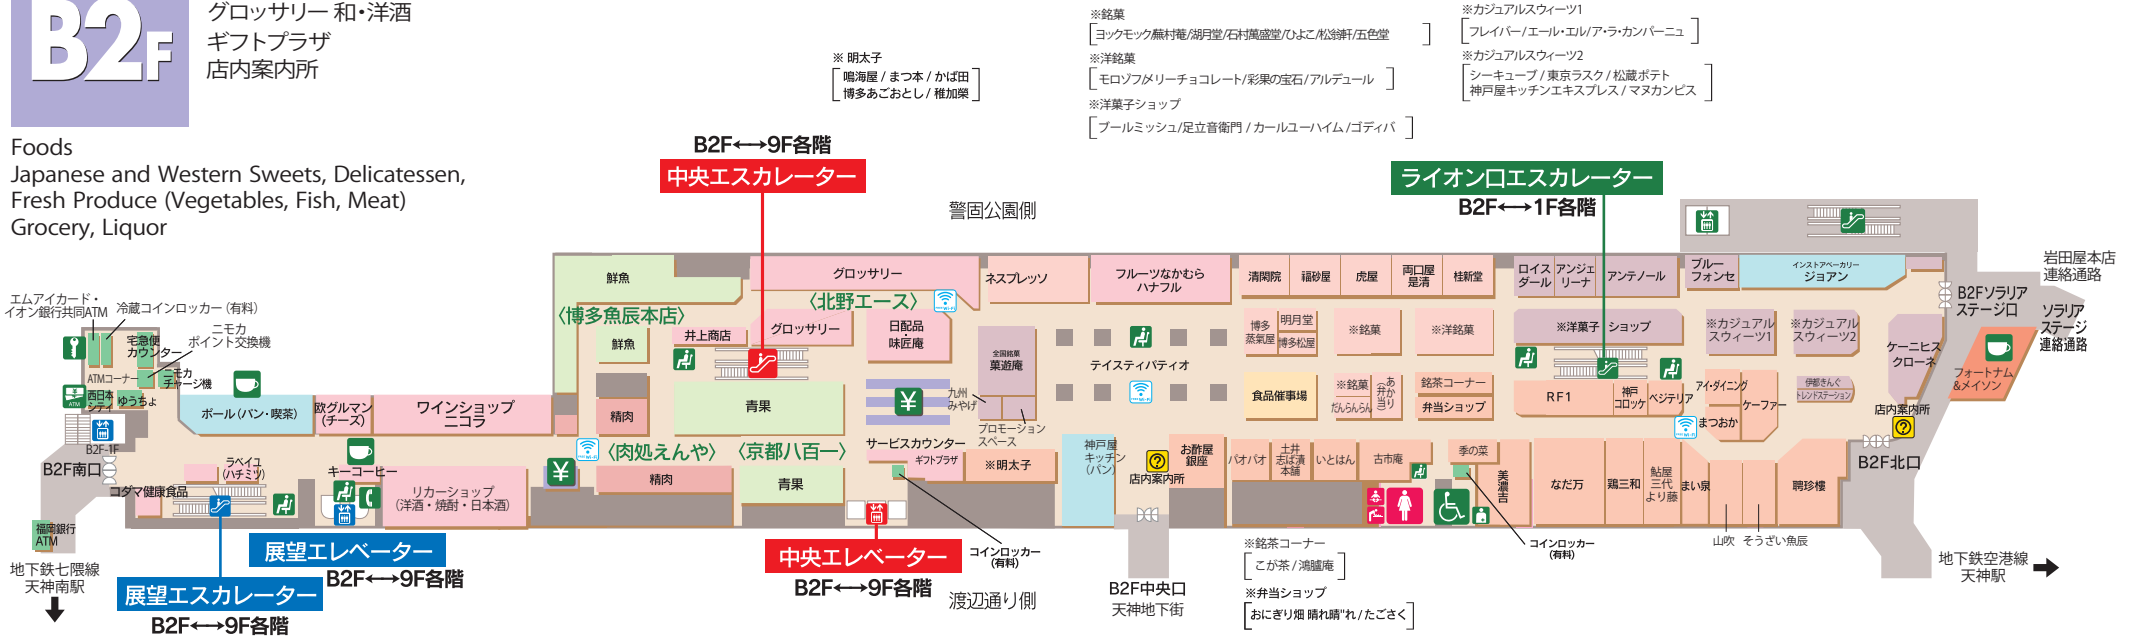 B2F
グロッサリー 和・洋酒
ギフトプラザ
店内案内所
Foods
Japanese and Western Sweets, Delicatessen,
Fresh Produce (Vegetables, Fish, Meat)
Grocery, Liquor
※ 明太子
鳴海屋 / まつ本 / かば田
博多あごおとし / 稚加榮
※銘菓
ヨックモック/蕪村菴/湖月堂/石村萬盛堂/ひよこ/松翁軒/五色堂
※洋銘菓
モロゾフ/メリーチョコレート/彩果の宝石/アルデュール
※洋菓子ショップ
ブールミッシュ/足立音衛門 / カールユーハイム/ゴディバ
※カジュアルスウィーツ1
フレイバー/エール・エル/ア・ラ・カンパーニュ
※カジュアルスウィーツ2
シーキューブ / 東京ラスク / 松蔵ポテト
神戸屋キッチンエキスプレス / マヌカンピス
B2F⟷9F各階
中央エスカレーター
ライオン口エスカレーター
B2F⟷1F各階
警固公園側
岩田屋本店
連絡通路
B2Fソラリア
ステージ口
ソラリア
ステージ
連絡通路
エムアイカード・
イオン銀行共同ATM
冷蔵コインロッカー(有料)
宅急便
カウンター
ニモカ
ポイント交換機
ATMコーナー
ニモカ
チャージ機
ATM
西日本
シティ
ゆうちょ
B2F-1F
B2F南口
ポール(パン・喫茶)
欧グルマン
(チーズ)
ワインショップ
ニコラ
ラベイユ
(ハチミツ)
コダマ健康食品
キーコーヒー
リカーショップ
(洋酒・焼酎・日本酒)
福岡銀行
ATM
地下鉄七隈線
天神南駅
展望エレベーター
B2F⟷9F各階
展望エスカレーター
B2F⟷9F各階
鮮魚
〈博多魚辰本店〉
鮮魚
精肉
井上商店
グロッサリー
〈北野エース〉
Wi-Fi
グロッサリー
日配品
・
味匠庵
青果
¥
〈肉処えんや〉
〈京都八百一〉
Wi-Fi
¥
精肉
青果
サービスカウンター
ギフトプラザ
※明太子
中央エレベーター
B2F⟷9F各階
コインロッカー
(有料)
渡辺通り側
ネスプレッソ
フルーツなかむら
ハナフル
全国銘菓
菓遊庵
九州
みやげ
プロモーション
スペース
テイスティパティオ
Wi-Fi
神戸屋
キッチン
(パン)
店内案内所
お酢屋
銀座
B2F中央口
天神地下街
清閑院
福砂屋
虎屋
両口屋
是清
桂新堂
博多
蒸氣屋
明月堂
博多松屋
※銘菓
※洋銘菓
食品催事場
※銘菓
だんらんらん
あかり
(弁当)
銘茶コーナー
弁当ショップ
パオパオ
土井
志ば漬
本舗
いとはん
古市庵
季の菜
美濃吉
コインロッカー
(有料)
※銘茶コーナー
こが茶 / 鴻臚庵
※弁当ショップ
おにぎり畑 晴れ晴"れ / たごさく
ロイス
ダール
アンジェ
リーナ
アンテノール
ブルー
フォンセ
インストアベーカリー
ジョアン
※洋菓子 ショップ
※カジュアル
スウィーツ1
※カジュアル
スウィーツ2
ケーニヒス
クローネ
フォートナム
&メイソン
RF1
神戸
コロッケ
ベジテリア
アイ・ダイニング
ケーファー
伊都きんぐ
トレンドステーション
店内案内所
Wi-Fi
まつおか
B2F北口
なだ万
鶏三和
鮎屋
三代
より藤
まい泉
聘珍樓
山吹
そうざい魚辰
地下鉄空港線
天神駅